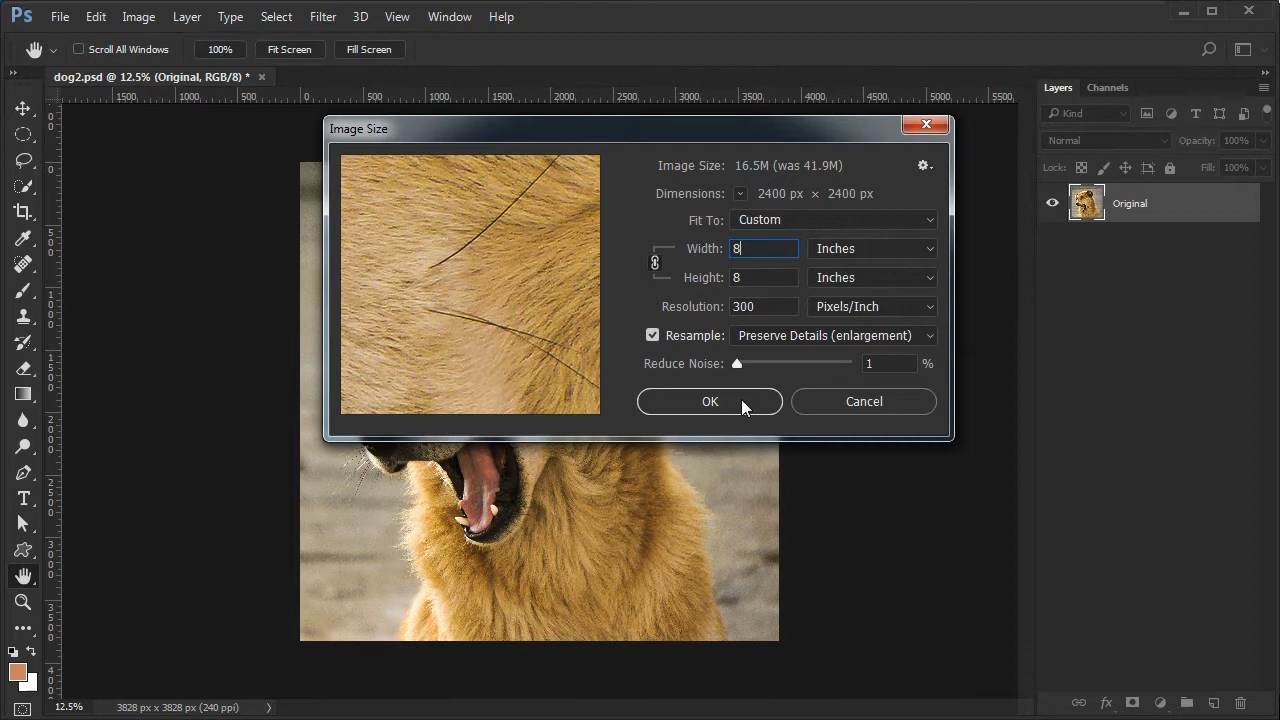 Ps File Edit Image Layer Type Select Filter 3D View Window Help
Scroll All Windows 100% Fit Screen Fill Screen
dog2.psd @ 12.5% (Original, RGB/8) *
1500 1000 500 0 500 1000 1500 2000 2500 3000 3500 4000 4500 5000 5500
Image Size
Image Size: 16.5M (was 41.9M)
Dimensions: 2400 px × 2400 px
Fit To: Custom
Width: 8 Inches
Height: 8 Inches
Resolution: 300 Pixels/Inch
Resample: Preserve Details (enlargement)
Reduce Noise: 1 %
OK Cancel
Layers Channels
Kind
Normal Opacity: 100%
Lock: Fill: 100%
Original
12.5% 3828 px x 3828 px (240 ppi)